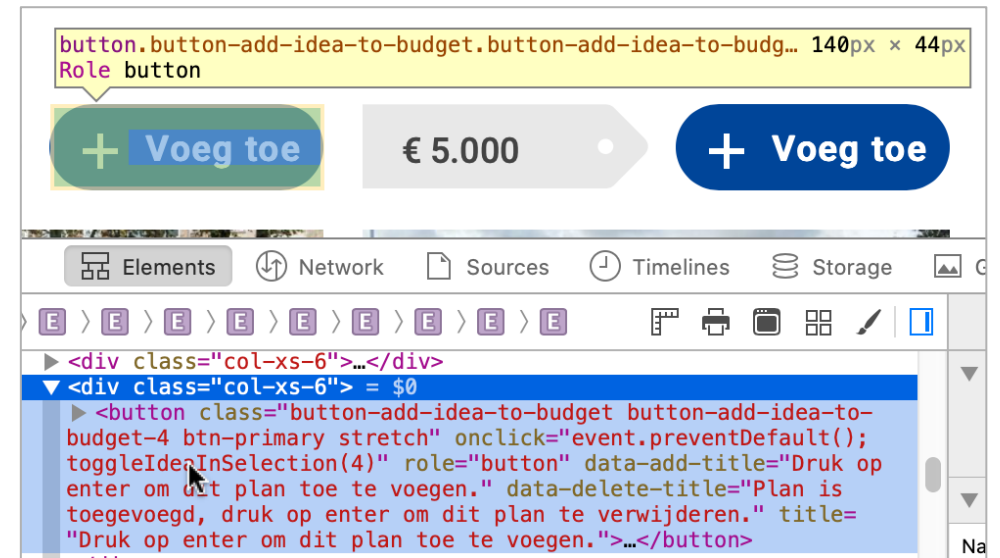 button.button-add-idea-to-budget.button-add-idea-to-budg… 140px × 44px
Role button
+ Voeg toe
€ 5.000
+ Voeg toe
Elements Network Sources Timelines Storage
E E E E E E E E E
<div class="col-xs-6">…</div>
<div class="col-xs-6"> = $0
<button class="button-add-idea-to-budget button-add-idea-to-
budget-4 btn-primary stretch" onclick="event.preventDefault();
toggleIdeaInSelection(4)" role="button" data-add-title="Druk op
enter om dit plan toe te voegen." data-delete-title="Plan is
toegevoegd, druk op enter om dit plan te verwijderen." title=
"Druk op enter om dit plan toe te voegen.">…</button>
Na